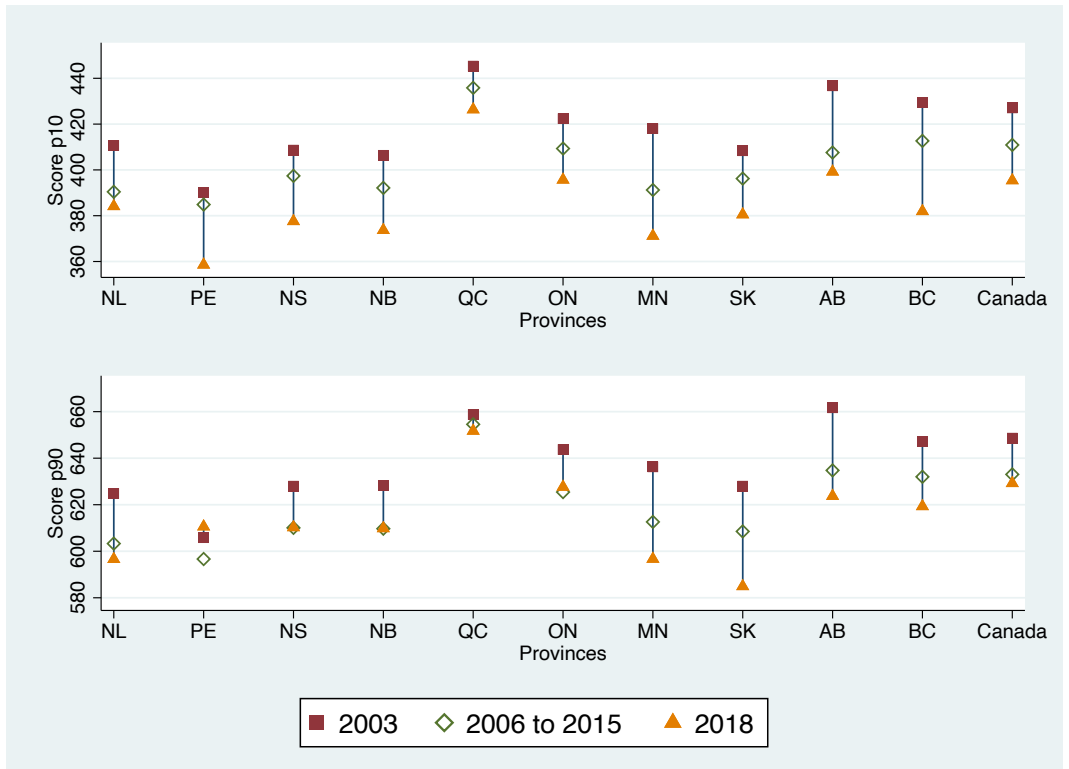 Score p10
440
420
400
380
360
NL PE NS NB QC ON MN SK AB BC Canada
Provinces
Score p90
660
640
620
600
580
NL PE NS NB QC ON MN SK AB BC Canada
Provinces
2003 2006 to 2015 2018